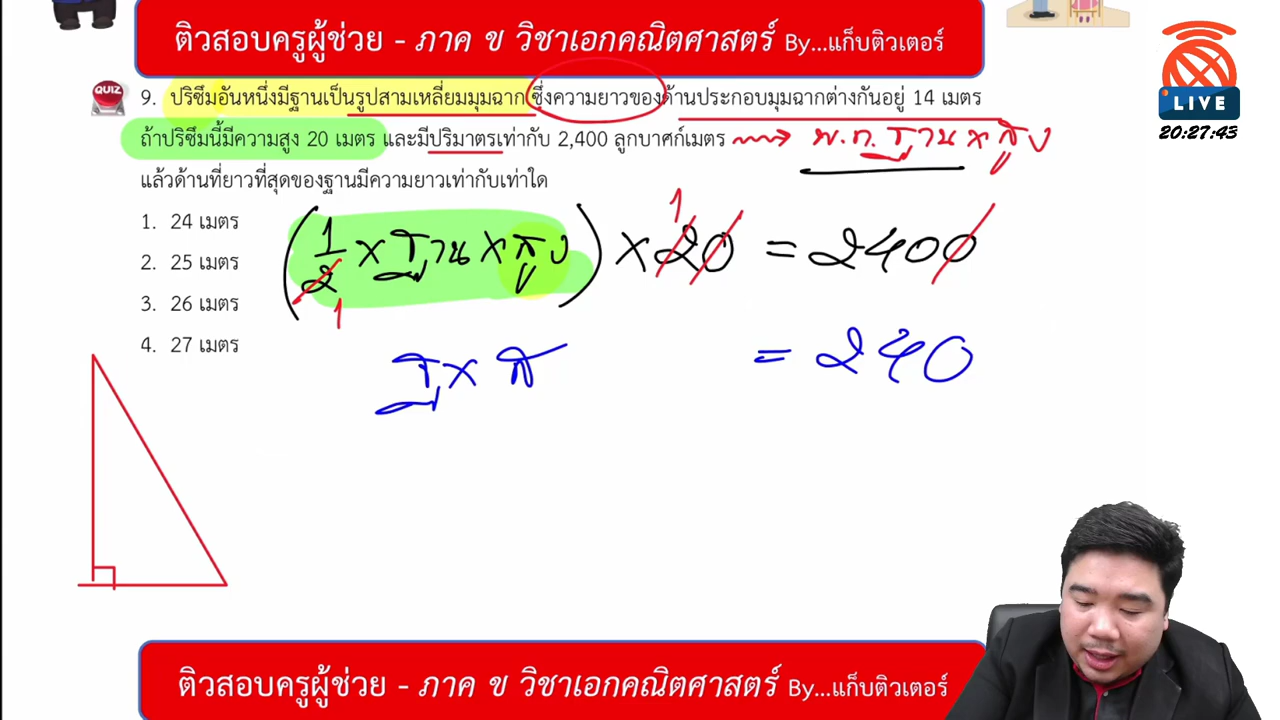 ติวสอบครูผู้ช่วย - ภาค ข วิชาเอกคณิตศาสตร์ By...แก็บติวเตอร์
LIVE
20:27:43
QUIZ
9. ปริซึมอันหนึ่งมีฐานเป็นรูปสามเหลี่ยมมุมฉาก ซึ่งความยาวของด้านประกอบมุมฉากต่างกันอยู่ 14 เมตร
ถ้าปริซึมนี้มีความสูง 20 เมตร และมีปริมาตรเท่ากับ 2,400 ลูกบาศก์เมตร → พ.ท.ฐาน x สูง
แล้วด้านที่ยาวที่สุดของฐานมีความยาวเท่ากับเท่าใด
1. 24 เมตร
2. 25 เมตร
3. 26 เมตร
4. 27 เมตร
(1/2 x ฐาน x สูง) x 20 = 2400
1
1
ฐ x ส = 240
ติวสอบครูผู้ช่วย - ภาค ข วิชาเอกคณิตศาสตร์ By...แก็บติวเตอร์